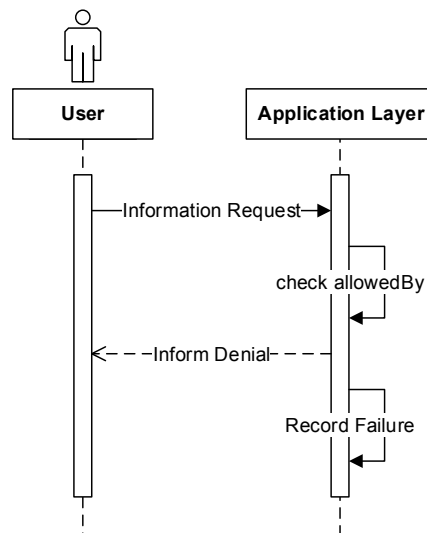 User
Application Layer
Information Request
check allowedBy
Inform Denial
Record Failure